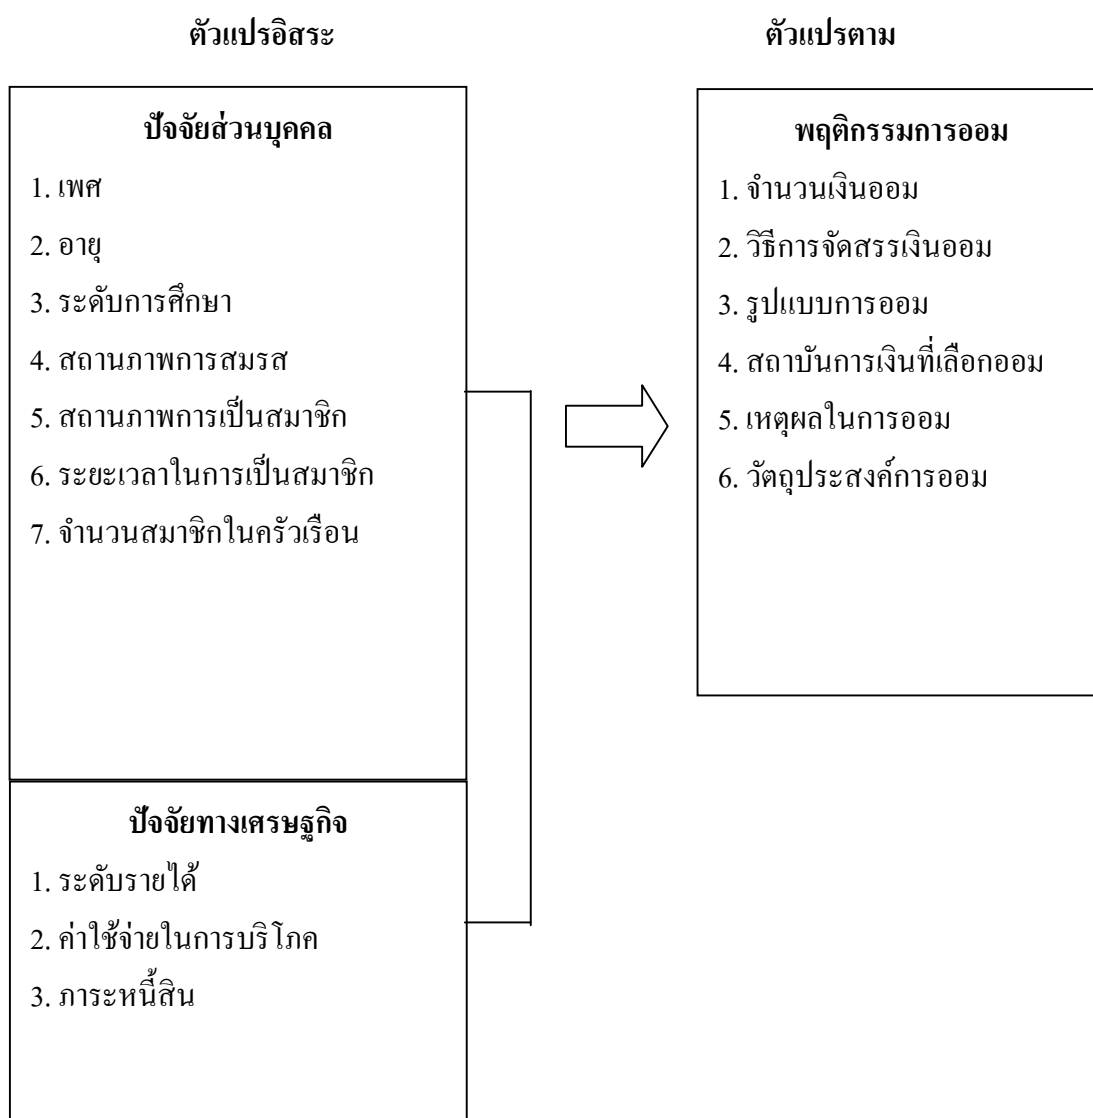 ตัวแปรอิสระ
ตัวแปรตาม
ปัจจัยส่วนบุคคล
1. เพศ
2. อายุ
3. ระดับการศึกษา
4. สถานภาพการสมรส
5. สถานภาพการเป็นสมาชิก
6. ระยะเวลาในการเป็นสมาชิก
7. จำนวนสมาชิกในครัวเรือน
ปัจจัยทางเศรษฐกิจ
1. ระดับรายได้
2. ค่าใช้จ่ายในการบริโภค
3. ภาระหนี้สิน
พฤติกรรมการออม
1. จำนวนเงินออม
2. วิธีการจัดสรรเงินออม
3. รูปแบบการออม
4. สถาบันการเงินที่เลือกออม
5. เหตุผลในการออม
6. วัตถุประสงค์การออม